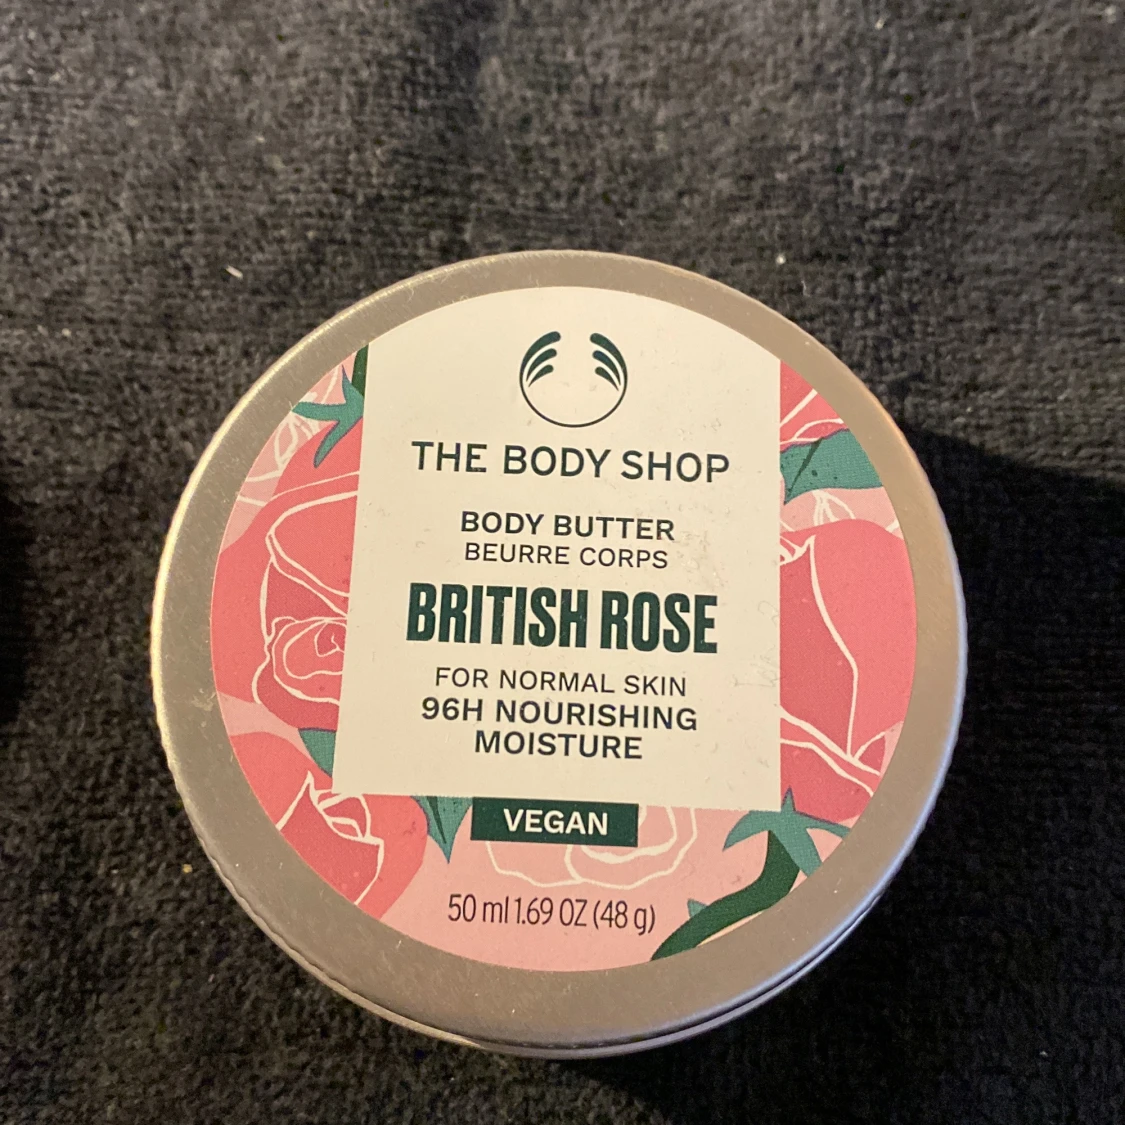 THE BODY SHOP
BODY BUTTER
BEURRE CORPS
BRITISH ROSE
FOR NORMAL SKIN
96H NOURISHING
MOISTURE
VEGAN
50 ml 1.69 OZ (48 g)